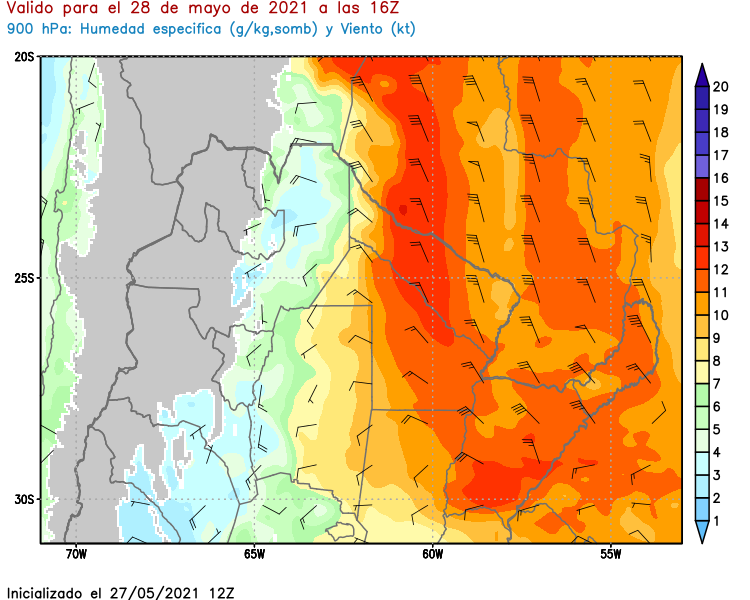 Valido para el 28 de mayo de 2021 a las 16Z
900 hPa: Humedad especifica (g/kg,somb) y Viento (kt)
20S
25S
30S
70W
65W
60W
55W
20
19
18
17
16
15
14
13
12
11
10
9
8
7
6
5
4
3
2
1
Inicializado el 27/05/2021 12Z